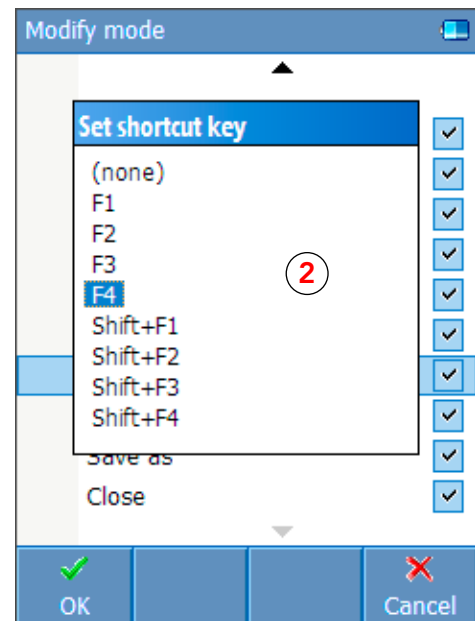 Modify mode
Set shortcut key
(none)
F1
F2
F3
2
F4
Shift+F1
Shift+F2
Shift+F3
Shift+F4
Save as
Close
OK
Cancel